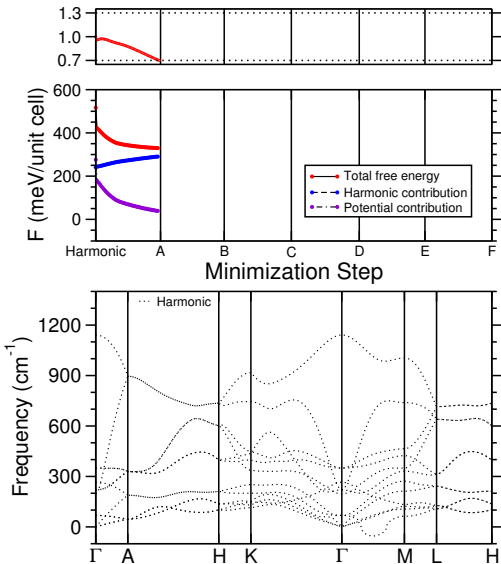 1.3
1.0
0.7
600
400
200
0
F (meV/unit cell)
Total free energy
Harmonic contribution
Potential contribution
Harmonic A B C D E F
Minimization Step
Harmonic
1200
900
600
300
0
Frequency (cm⁻¹)
Γ A H K Γ M L H